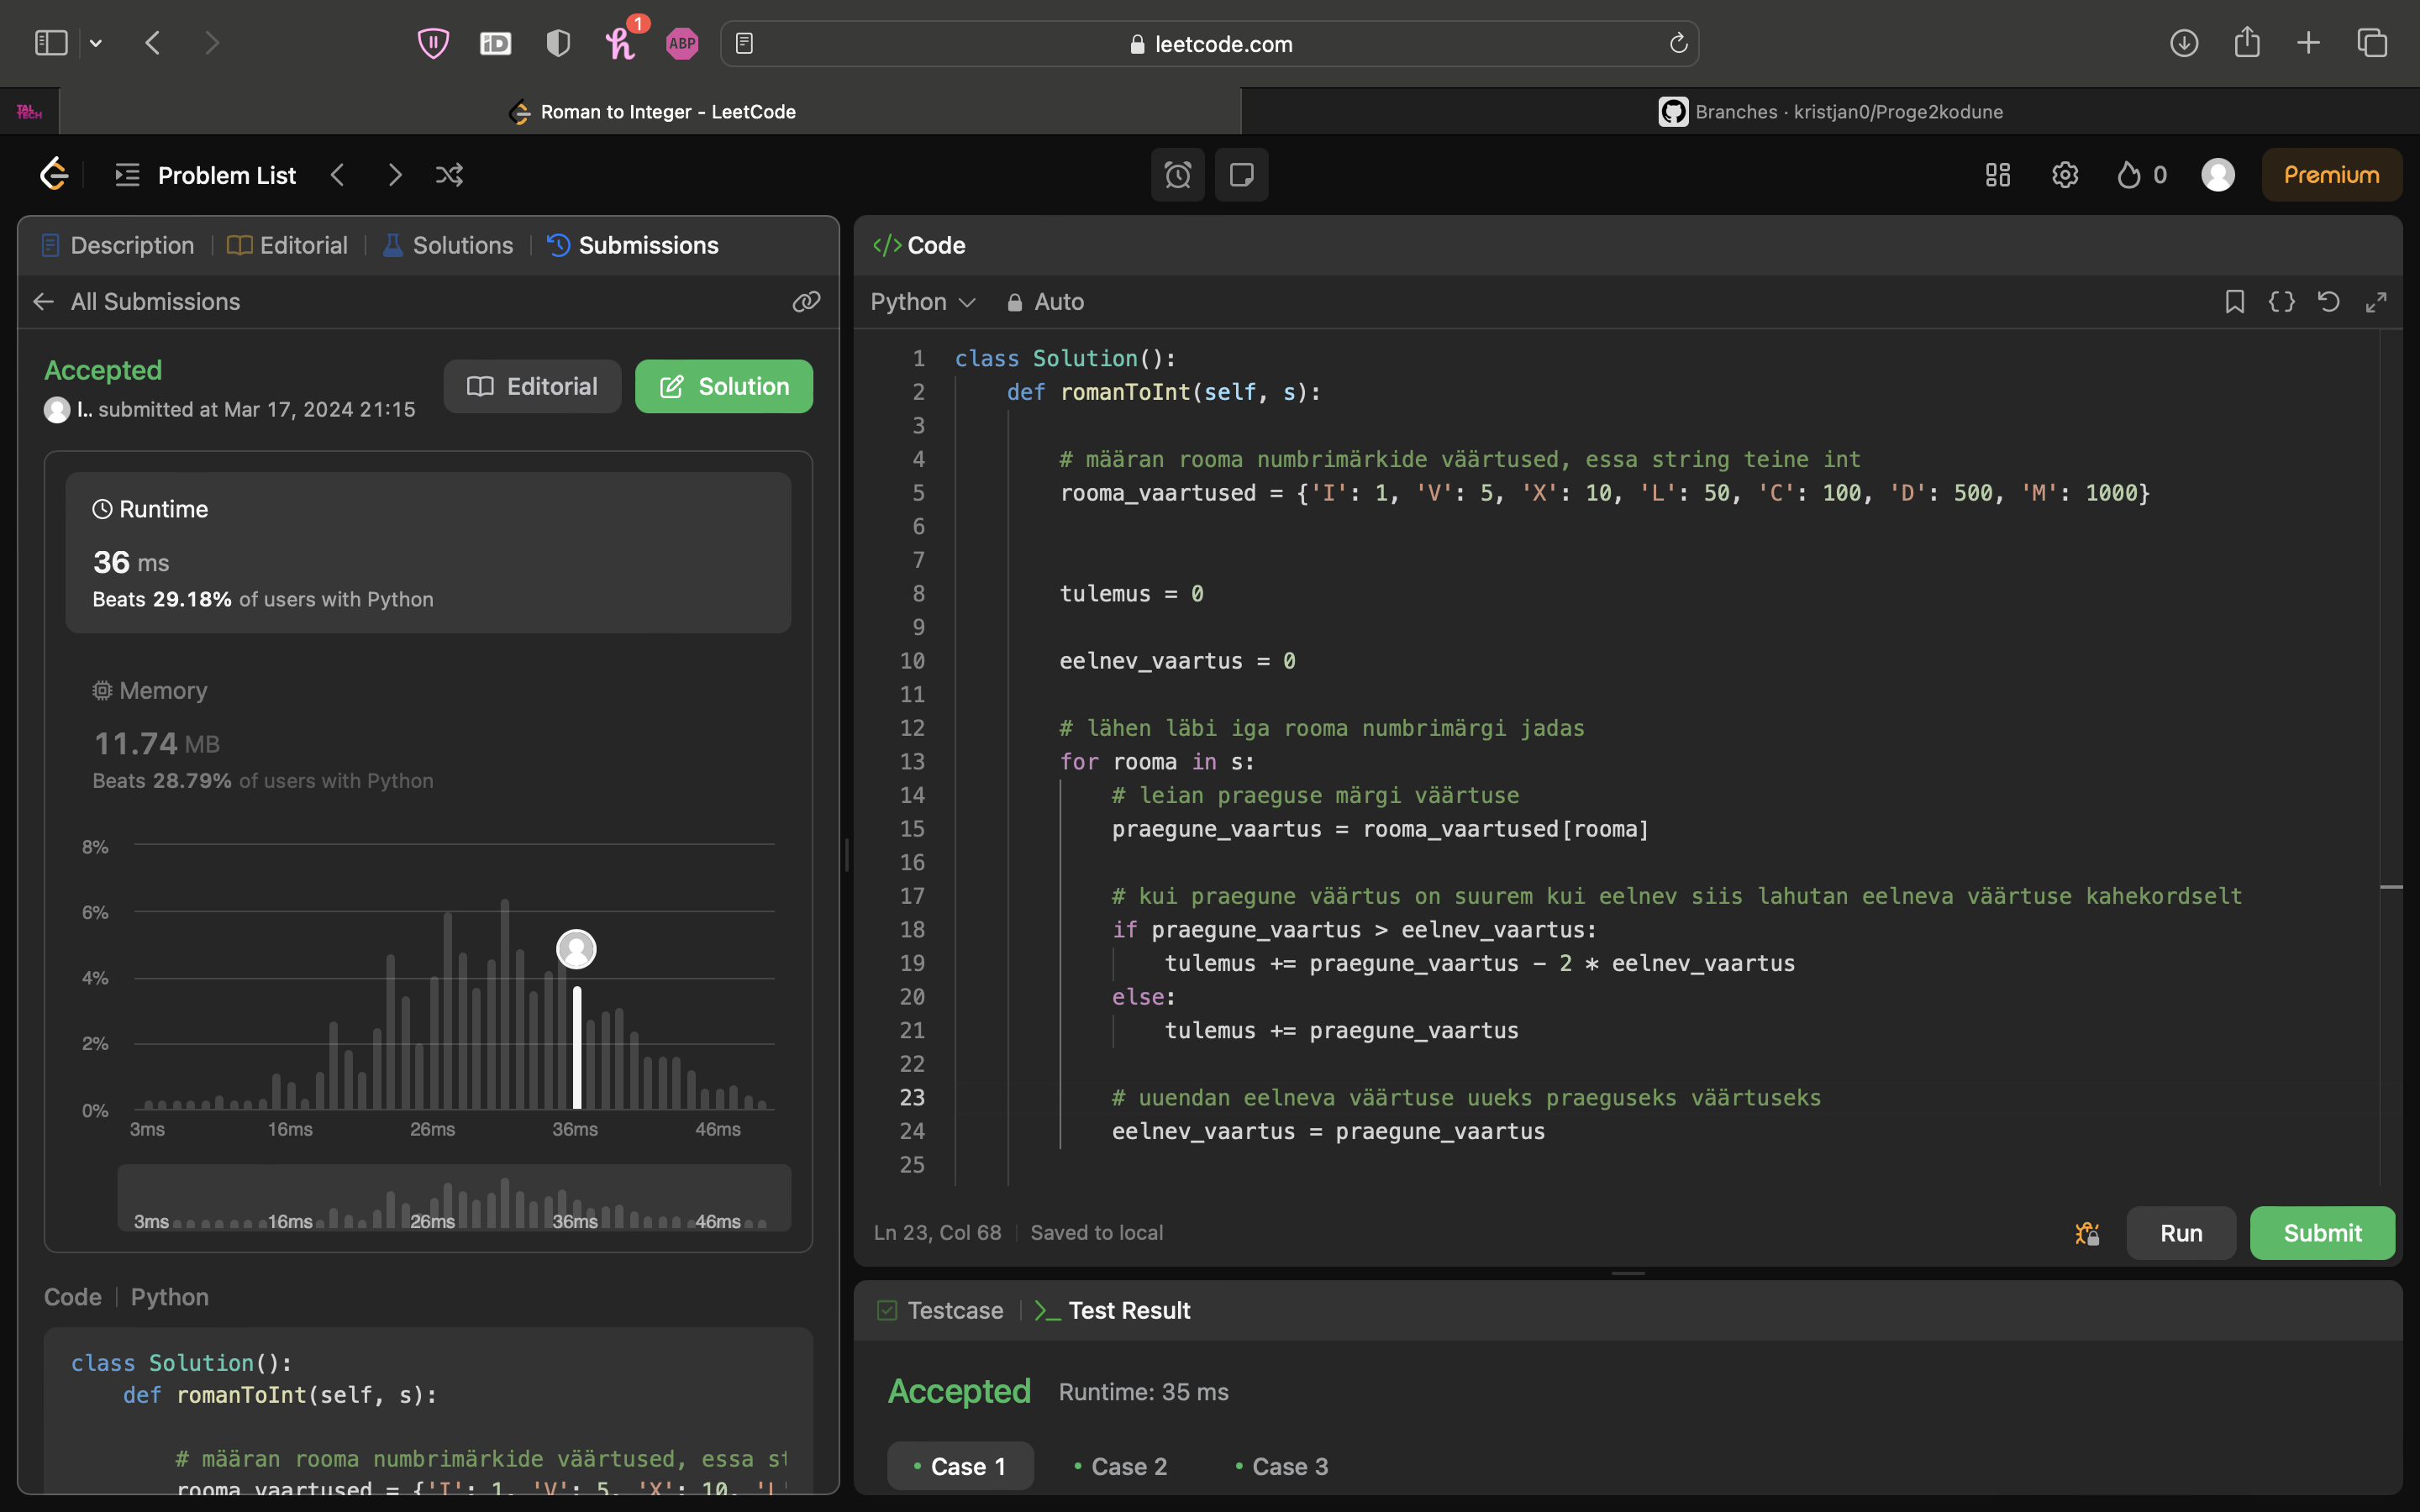 1
ABP
leetcode.com
TAL TECH
Roman to Integer - LeetCode
Branches · kristjan0/Proge2kodune
Problem List
0
Premium
Description | Editorial | Solutions | Submissions
All Submissions
Accepted
l.. submitted at Mar 17, 2024 21:15
Editorial
Solution
Runtime
36 ms
Beats 29.18% of users with Python
Memory
11.74 MB
Beats 28.79% of users with Python
8%
6%
4%
2%
0%
3ms 16ms 26ms 36ms 46ms
3ms 16ms 26ms 36ms 46ms
Code | Python
class Solution():
def romanToInt(self, s):
# määran rooma numbrimärkide väärtused, essa st
rooma_vaartused = {'I': 1, 'V': 5, 'X': 10, 'L'
</> Code
Python Auto
1 class Solution():
2 def romanToInt(self, s):
3
4 # määran rooma numbrimärkide väärtused, essa string teine int
5 rooma_vaartused = {'I': 1, 'V': 5, 'X': 10, 'L': 50, 'C': 100, 'D': 500, 'M': 1000}
6
7
8 tulemus = 0
9
10 eelnev_vaartus = 0
11
12 # lähen läbi iga rooma numbrimärgi jadas
13 for rooma in s:
14 # leian praeguse märgi väärtuse
15 praegune_vaartus = rooma_vaartused[rooma]
16
17 # kui praegune väärtus on suurem kui eelnev siis lahutan eelneva väärtuse kahekordselt
18 if praegune_vaartus > eelnev_vaartus:
19 tulemus += praegune_vaartus - 2 * eelnev_vaartus
20 else:
21 tulemus += praegune_vaartus
22
23 # uuendan eelneva väärtuse uueks praeguseks väärtuseks
24 eelnev_vaartus = praegune_vaartus
25
Ln 23, Col 68 | Saved to local
Run
Submit
Testcase | >_ Test Result
Accepted Runtime: 35 ms
• Case 1 • Case 2 • Case 3